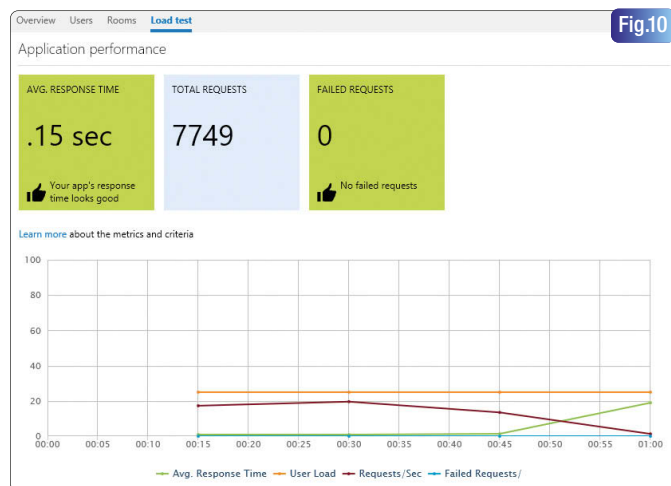 Overview Users Rooms Load test
Fig.10
Application performance
AVG. RESPONSE TIME TOTAL REQUESTS FAILED REQUESTS
.15 sec 7749 0
Your app's response No failed requests
time looks good
Learn more about the metrics and criteria
100
80
60
40
20
0
00:00 00:05 00:10 00:15 00:20 00:25 00:30 00:35 00:40 00:45 00:50 00:55 01:00
Avg. Response Time User Load Requests/Sec Failed Requests/